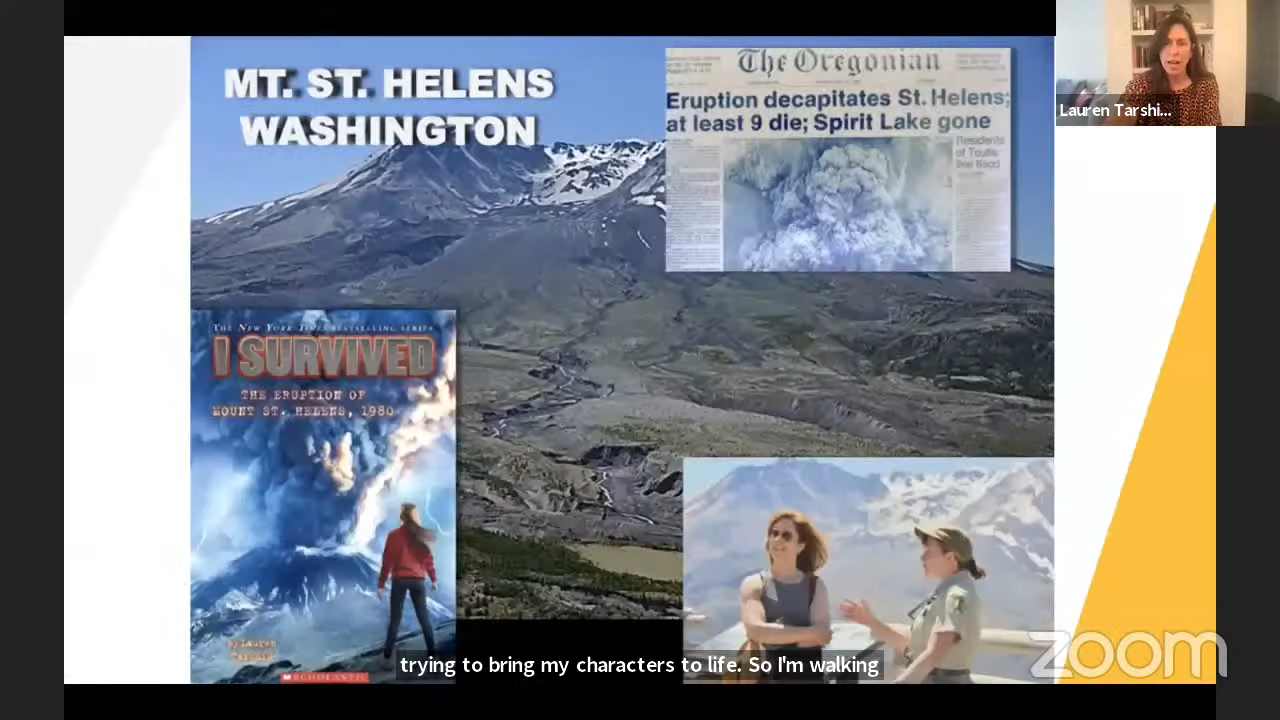 MT. ST. HELENS
WASHINGTON
The Oregonian
Eruption decapitates St. Helens;
at least 9 die; Spirit Lake gone
Residents
of Toutle
flee flood
Lauren Tarshi...
THE NEW YORK TIMES BESTSELLING SERIES
I SURVIVED
THE ERUPTION OF
MOUNT ST. HELENS, 1980
by Lauren
Tarshis
SCHOLASTIC
trying to bring my characters to life. So I'm walking
zoom